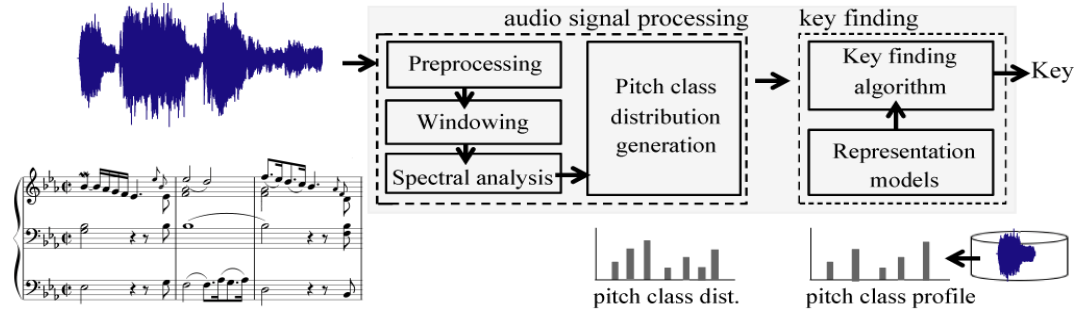 audio signal processing
key finding
Preprocessing
Windowing
Spectral analysis
Pitch class
distribution
generation
Key finding
algorithm
Representation
models
Key
pitch class dist.
pitch class profile